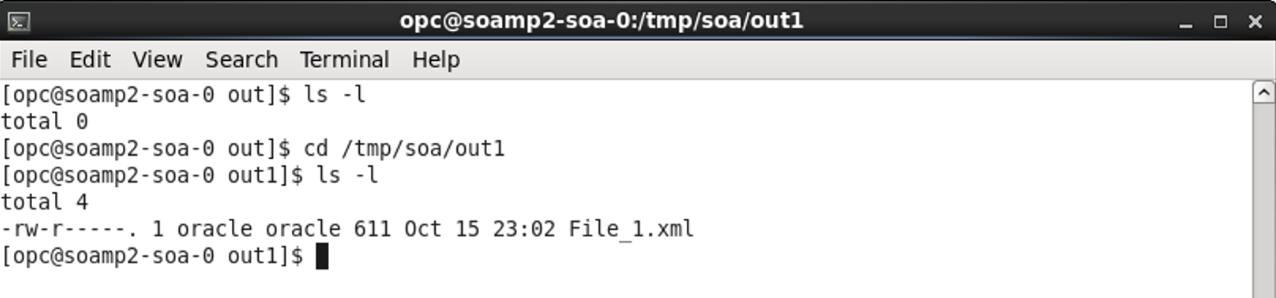 opc@soamp2-soa-0:/tmp/soa/out1
File Edit View Search Terminal Help
[opc@soamp2-soa-0 out]$ ls -l
total 0
[opc@soamp2-soa-0 out]$ cd /tmp/soa/out1
[opc@soamp2-soa-0 out1]$ ls -l
total 4
-rw-r-----. 1 oracle oracle 611 Oct 15 23:02 File_1.xml
[opc@soamp2-soa-0 out1]$